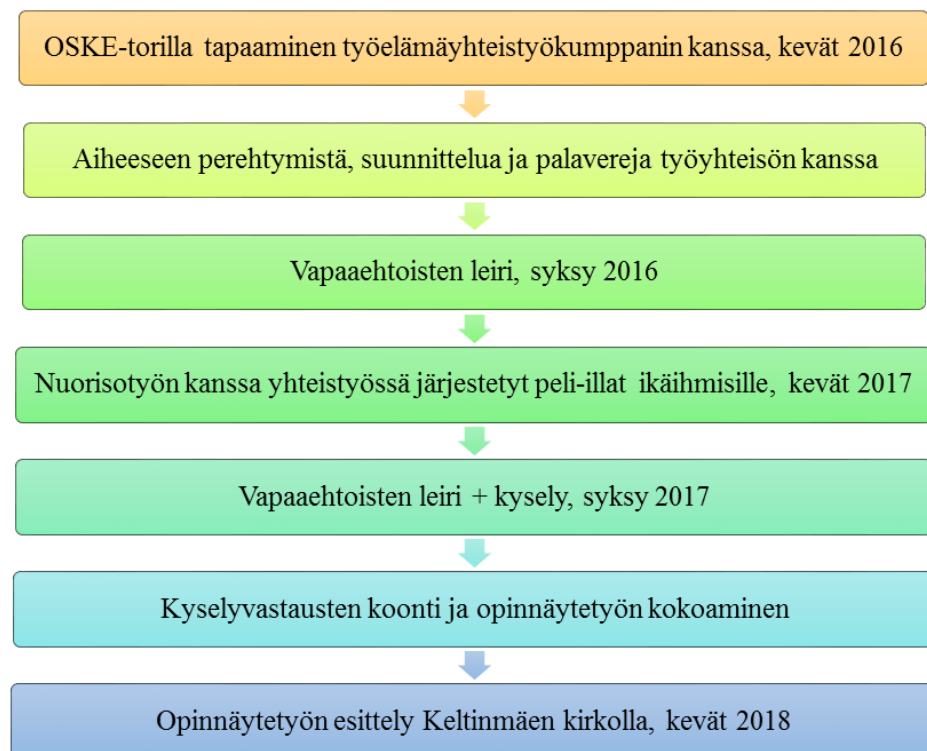 OSKE-torilla tapaaminen työelämäyhteistyökumppanin kanssa, kevät 2016
Aiheeseen perehtymistä, suunnittelua ja palavereja työyhteisön kanssa
Vapaaehtoisten leiri, syksy 2016
Nuorisotyön kanssa yhteistyössä järjestetyt peli-illat ikäihmisille, kevät 2017
Vapaaehtoisten leiri + kysely, syksy 2017
Kyselyvastausten koonti ja opinnäytetyön kokoaminen
Opinnäytetyön esittely Keltinmäen kirkolla, kevät 2018